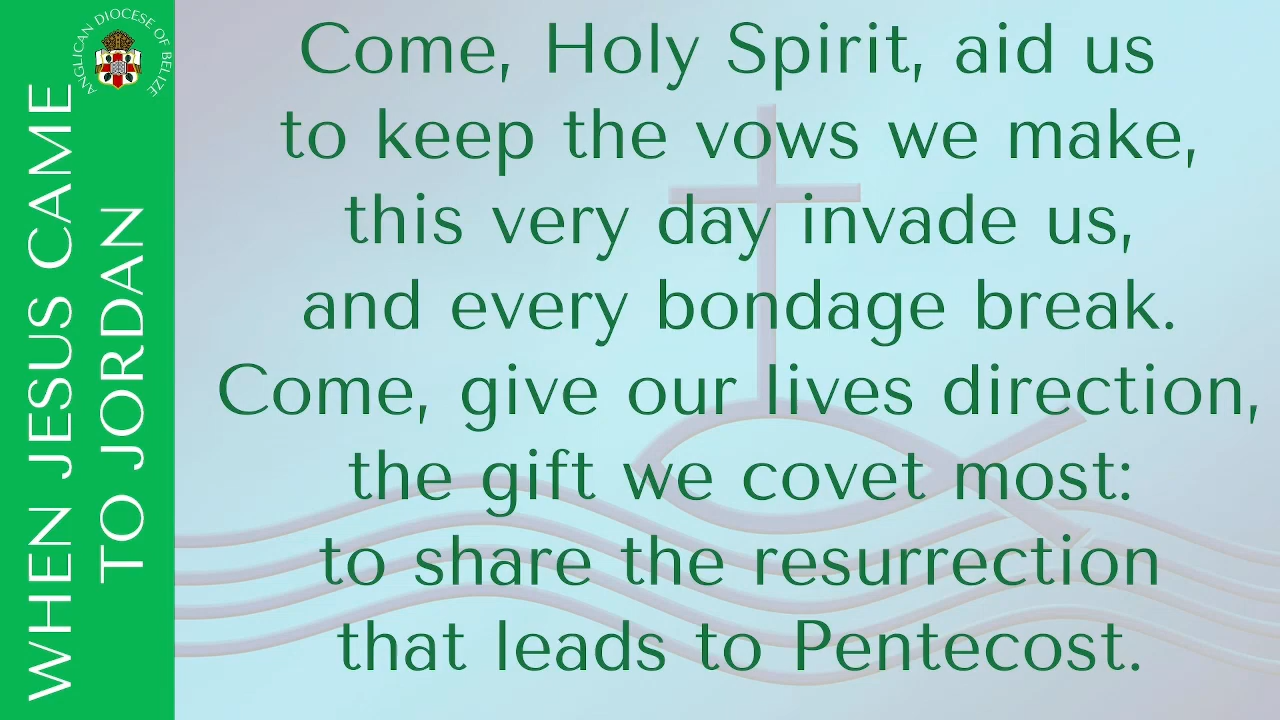 ANGLICAN DIOCESE OF BELIZE
WHEN JESUS CAME
TO JORDAN
Come, Holy Spirit, aid us
to keep the vows we make,
this very day invade us,
and every bondage break.
Come, give our lives direction,
the gift we covet most:
to share the resurrection
that leads to Pentecost.